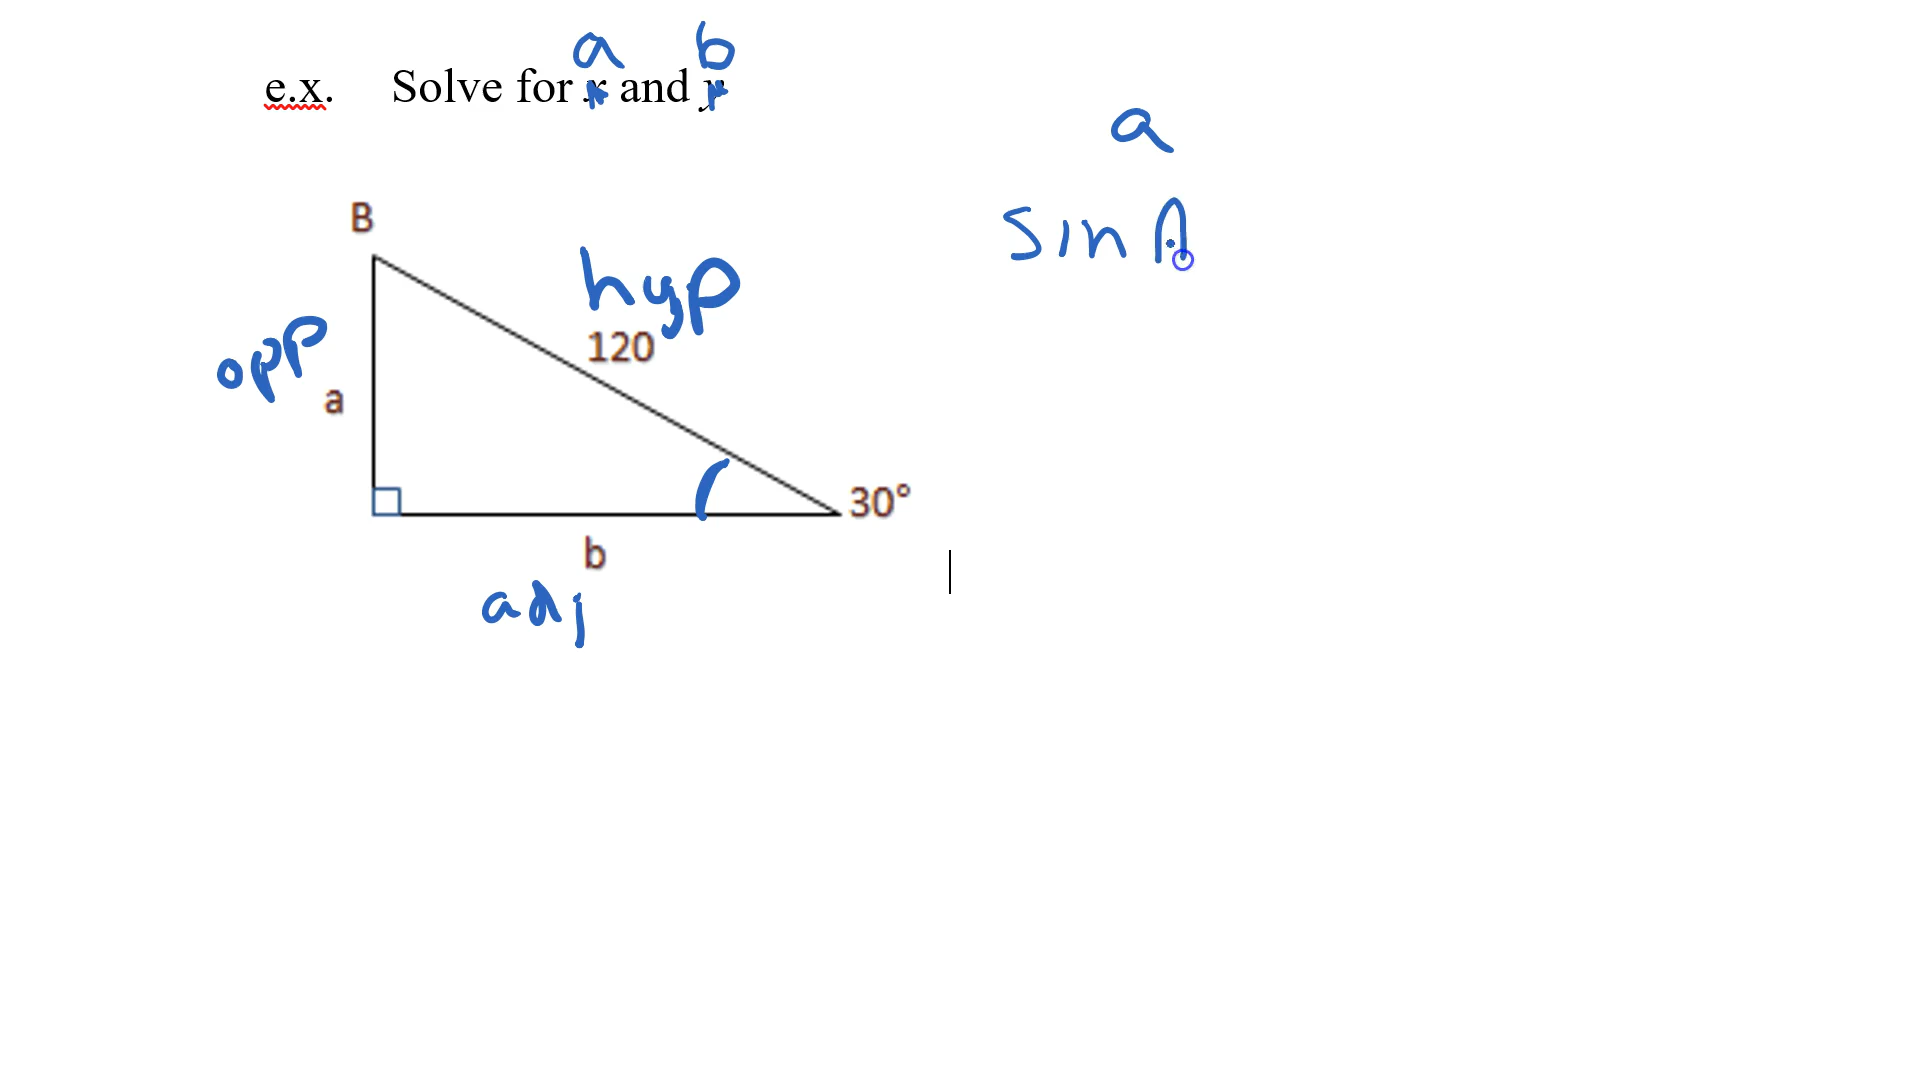 a b
e.x. Solve for x and y
a
sin A
B
hyp
120
opp
a
30°
b
adj